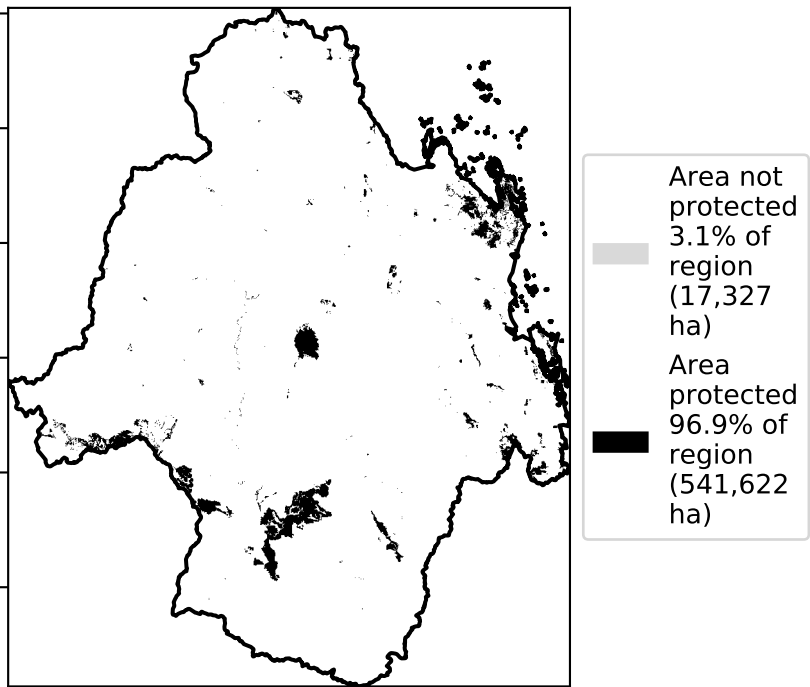 Area not
protected
3.1% of
region
(17,327
ha)
Area
protected
96.9% of
region
(541,622
ha)